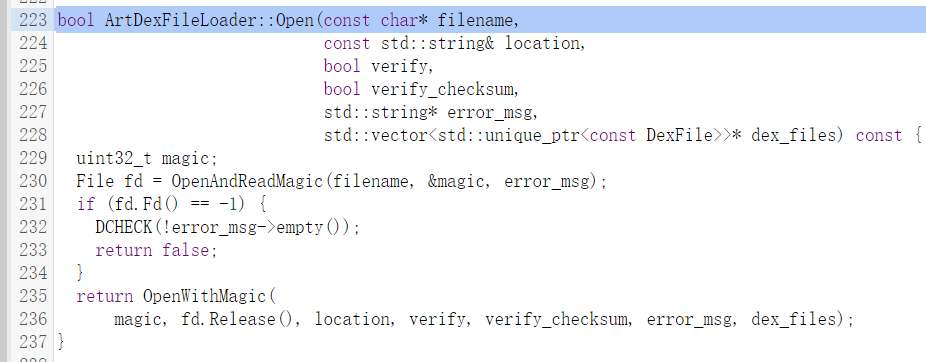 223 bool ArtDexFileLoader::Open(const char* filename,
224                            const std::string& location,
225                            bool verify,
226                            bool verify_checksum,
227                            std::string* error_msg,
228                            std::vector<std::unique_ptr<const DexFile>>* dex_files) const {
229   uint32_t magic;
230   File fd = OpenAndReadMagic(filename, &magic, error_msg);
231   if (fd.Fd() == -1) {
232     DCHECK(!error_msg->empty());
233     return false;
234   }
235   return OpenWithMagic(
236       magic, fd.Release(), location, verify, verify_checksum, error_msg, dex_files);
237 }